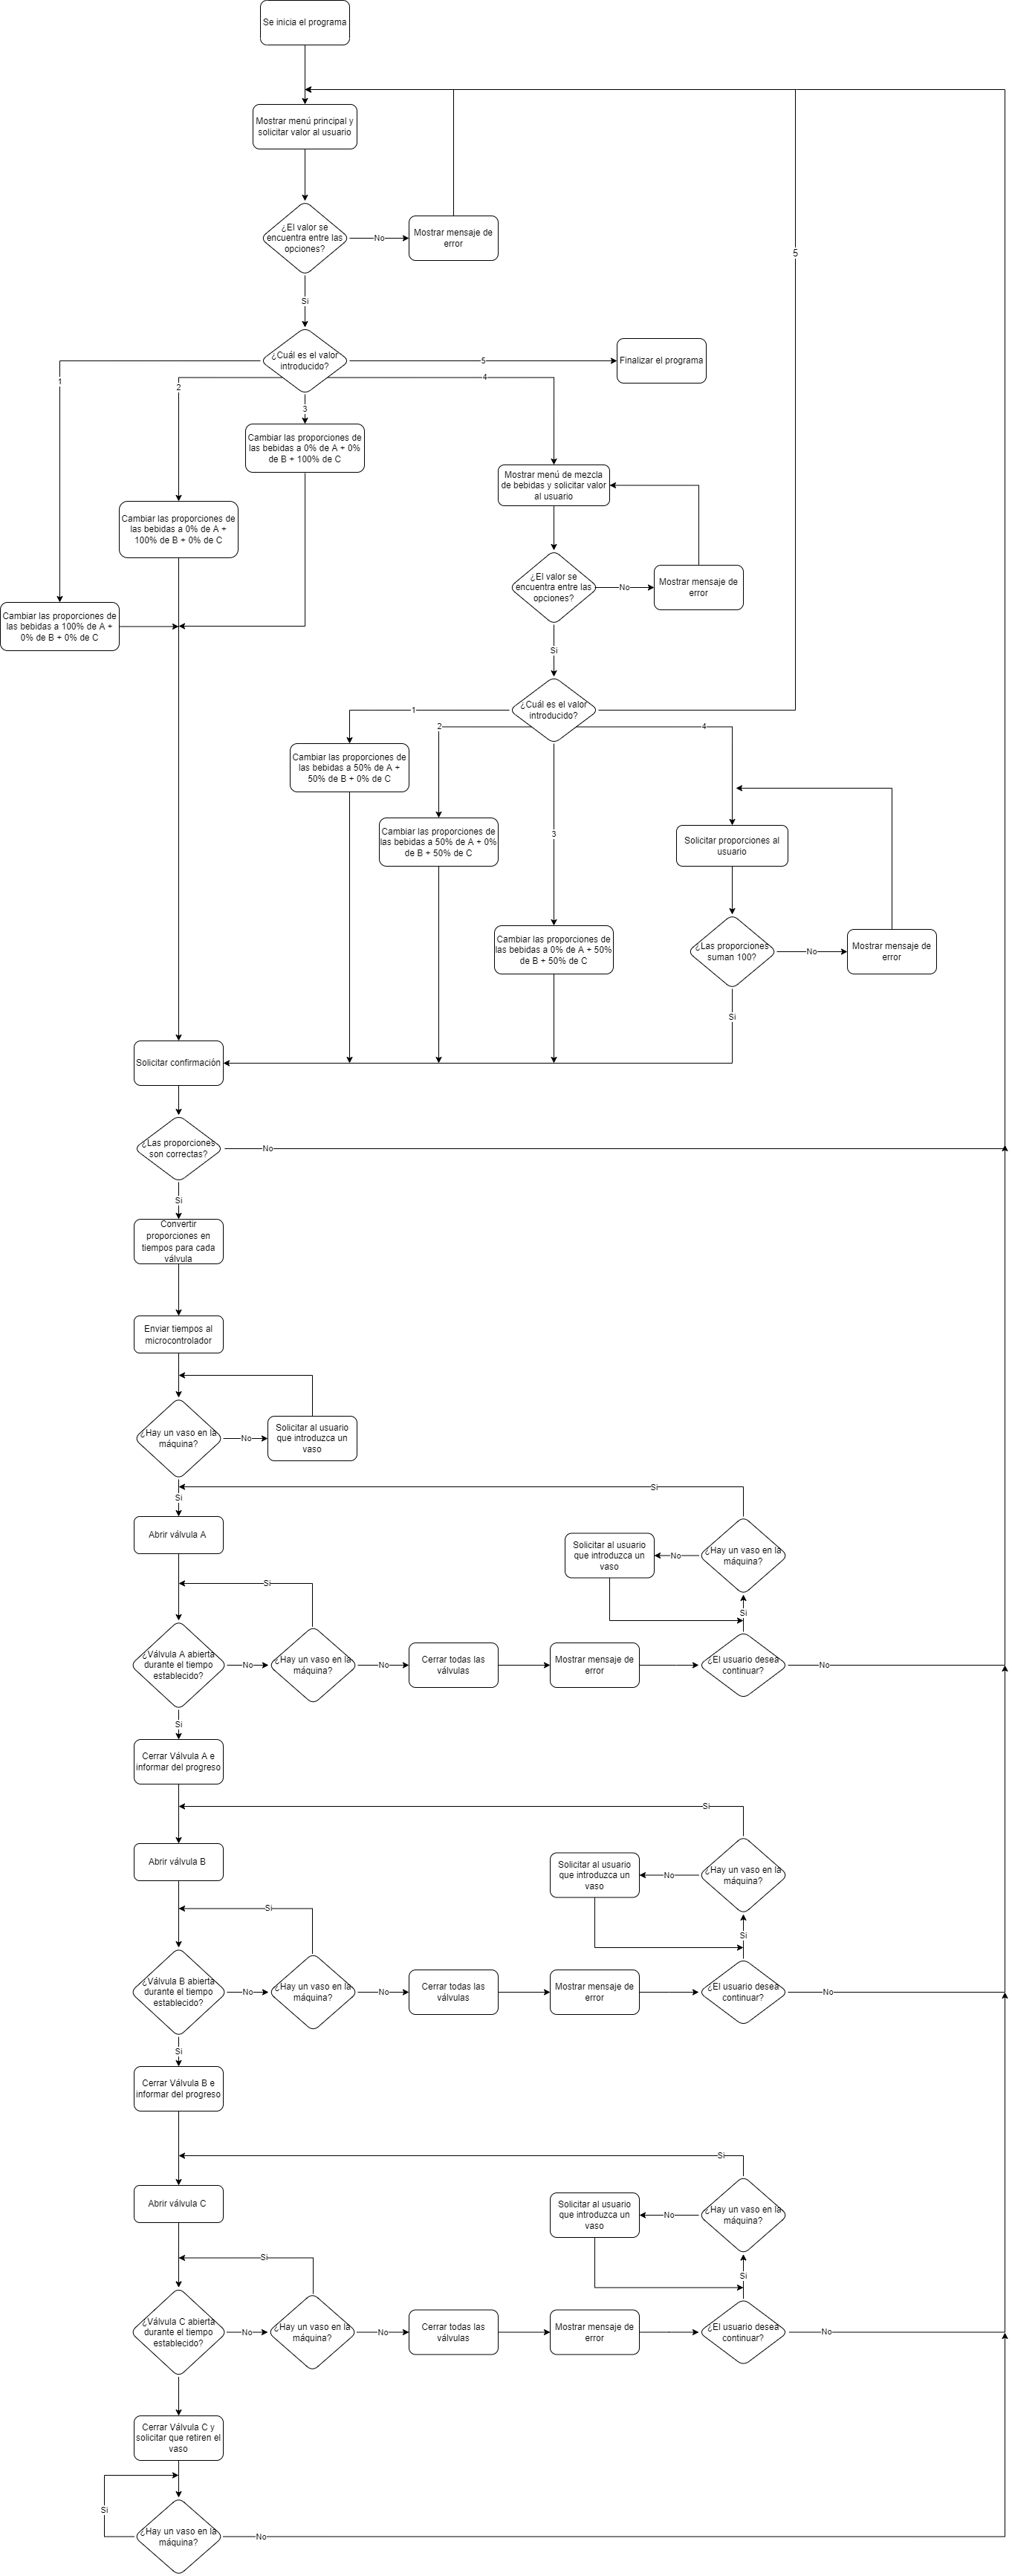 Se inicia el programa
Mostrar menú principal y
solicitar valor al usuario
¿El valor se
encuentra entre las
opciones?
No
Mostrar mensaje de
error
5
Si
¿Cuál es el valor
introducido?
5
Finalizar el programa
1
2
3
4
Cambiar las proporciones de
las bebidas a 0% de A + 0%
de B + 100% de C
Mostrar menú de mezcla
de bebidas y solicitar valor
al usuario
Cambiar las proporciones de
las bebidas a 0% de A +
100% de B + 0% de C
¿El valor se
encuentra entre las
opciones?
No
Mostrar mensaje de
error
Cambiar las proporciones de
las bebidas a 100% de A +
0% de B + 0% de C
Si
¿Cuál es el valor
introducido?
1
2
4
Cambiar las proporciones de
las bebidas a 50% de A +
50% de B + 0% de C
3
Cambiar las proporciones de
las bebidas a 50% de A + 0%
de B + 50% de C
Solicitar proporciones al
usuario
Cambiar las proporciones de
las bebidas a 0% de A + 50%
de B + 50% de C
¿Las proporciones
suman 100?
No
Mostrar mensaje de
error
Si
Solicitar confirmación
¿Las proporciones
son correctas?
No
Si
Convertir
proporciones en
tiempos para cada
válvula
Enviar tiempos al
microcontrolador
¿Hay un vaso en la
máquina?
No
Solicitar al usuario
que introduzca un
vaso
Si
Si
Abrir válvula A
Solicitar al usuario
que introduzca un
vaso
No
¿Hay un vaso en la
máquina?
Si
Si
¿Válvula A abierta
durante el tiempo
establecido?
No
¿Hay un vaso en la
máquina?
No
Cerrar todas las
válvulas
Mostrar mensaje de
error
¿El usuario desea
continuar?
No
Si
Cerrar Válvula A e
informar del progreso
Si
Abrir válvula B
Solicitar al usuario
que introduzca un
vaso
No
¿Hay un vaso en la
máquina?
Si
Si
¿Válvula B abierta
durante el tiempo
establecido?
No
¿Hay un vaso en la
máquina?
No
Cerrar todas las
válvulas
Mostrar mensaje de
error
¿El usuario desea
continuar?
No
Si
Cerrar Válvula B e
informar del progreso
Si
Abrir válvula C
Solicitar al usuario
que introduzca un
vaso
No
¿Hay un vaso en la
máquina?
Si
Si
¿Válvula C abierta
durante el tiempo
establecido?
No
¿Hay un vaso en la
máquina?
No
Cerrar todas las
válvulas
Mostrar mensaje de
error
¿El usuario desea
continuar?
No
Cerrar Válvula C y
solicitar que retiren el
vaso
Si
¿Hay un vaso en la
máquina?
No